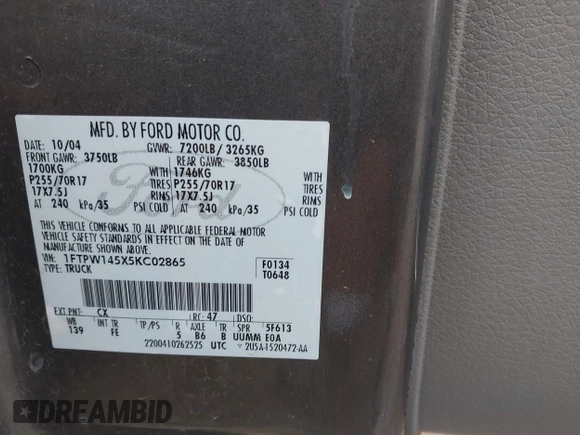 MFD. BY FORD MOTOR CO.
DATE: 10/04 GVWR: 7200LB/ 3265KG
FRONT GAWR: 3750LB REAR GAWR: 3850LB
1700KG WITH 1746KG WITH
P255/70R17 TIRES P255/70R17 TIRES
17X7.5J RIMS 17X7.5J RIMS
AT 240 kPa/35 PSI COLD AT 240 kPa/35 PSI COLD
THIS VEHICLE CONFORMS TO ALL APPLICABLE FEDERAL MOTOR
VEHICLE SAFETY STANDARDS IN EFFECT ON THE DATE OF
MANUFACTURE SHOWN ABOVE.
VIN: 1FTPW145X5KC02865
TYPE: TRUCK
F0134
T0648
EXT PNT: CX RC: 47 DSO:
WB INT TR TP/PS R AXLE TR SPR 5F613
139 FE 5 B6 B UUMM E0A
2200410262525 UTC 2U5A-1520472-AA
Ford
DREAMBID